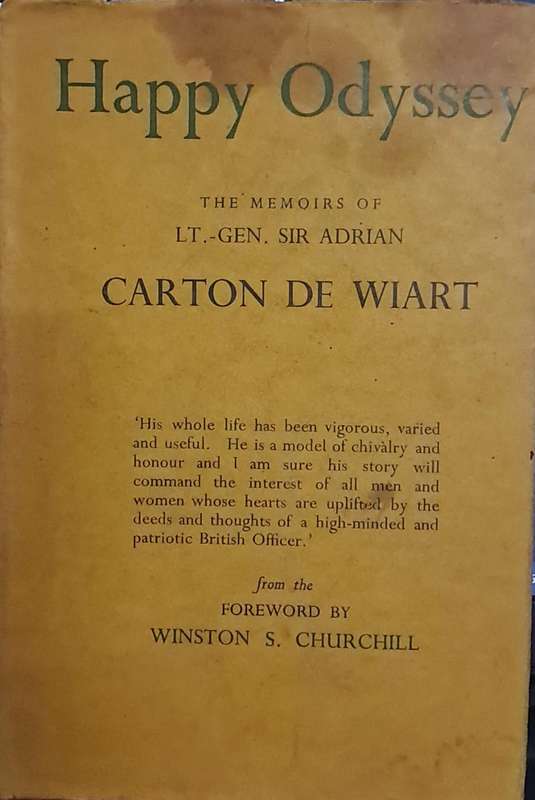 Happy Odyssey
THE MEMOIRS OF
LT.-GEN. SIR ADRIAN
CARTON DE WIART
'His whole life has been vigorous, varied
and useful. He is a model of chivalry and
honour and I am sure his story will
command the interest of all men and
women whose hearts are uplifted by the
deeds and thoughts of a high-minded and
patriotic British Officer.'
from the
FOREWORD BY
WINSTON S. CHURCHILL